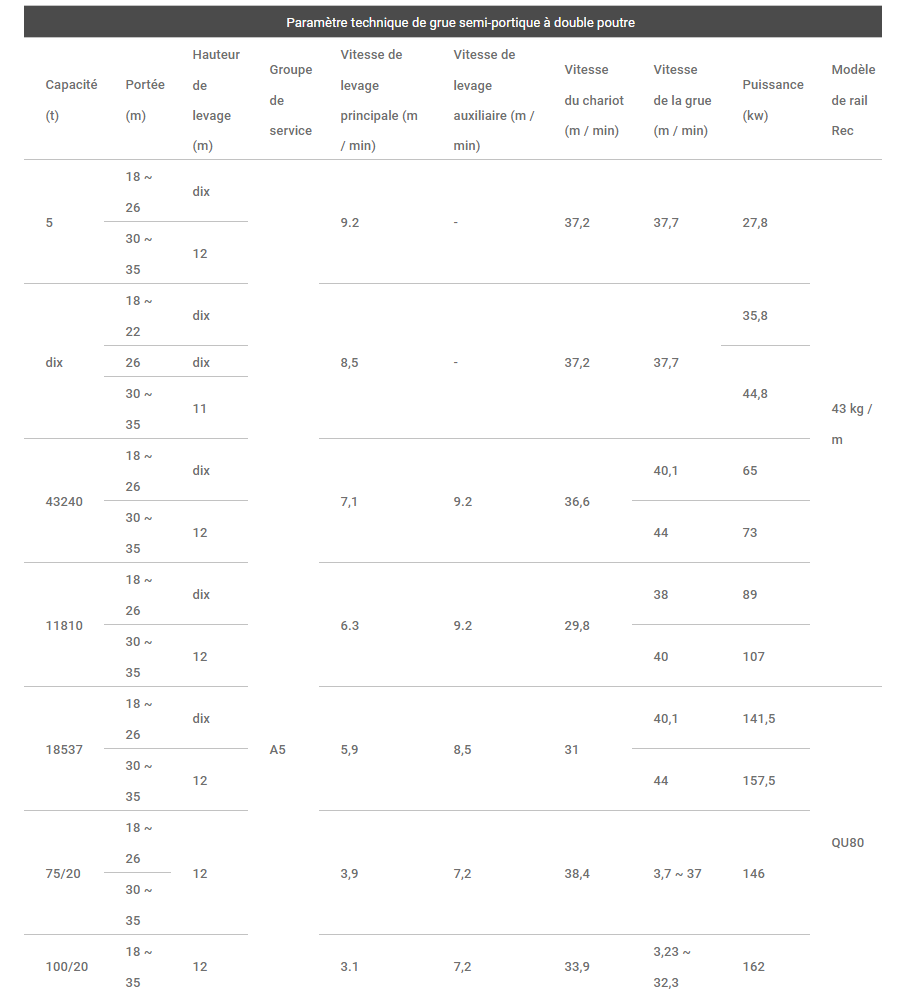 Paramètre technique de grue semi-portique à double poutre
Capacité (t) | Portée (m) | Hauteur de levage (m) | Groupe de service | Vitesse de levage principale (m / min) | Vitesse de levage auxiliaire (m / min) | Vitesse du chariot (m / min) | Vitesse de la grue (m / min) | Puissance (kw) | Modèle de rail Rec
5 | 18 ~ 26 | dix | A5 | 9.2 | - | 37,2 | 37,7 | 27,8 | 43 kg / m
30 ~ 35 | 12
dix | 18 ~ 22 | dix | 8,5 | - | 37,2 | 37,7 | 35,8
26 | dix | 44,8
30 ~ 35 | 11
43240 | 18 ~ 26 | dix | 7,1 | 9.2 | 36,6 | 40,1 | 65
30 ~ 35 | 12 | 44 | 73
11810 | 18 ~ 26 | dix | 6.3 | 9.2 | 29,8 | 38 | 89
30 ~ 35 | 12 | 40 | 107
18537 | 18 ~ 26 | dix | 5,9 | 8,5 | 31 | 40,1 | 141,5 | QU80
30 ~ 35 | 12 | 44 | 157,5
75/20 | 18 ~ 26 | 12 | 3,9 | 7,2 | 38,4 | 3,7 ~ 37 | 146
30 ~ 35
100/20 | 18 ~ 35 | 12 | 3.1 | 7,2 | 33,9 | 3,23 ~ 32,3 | 162